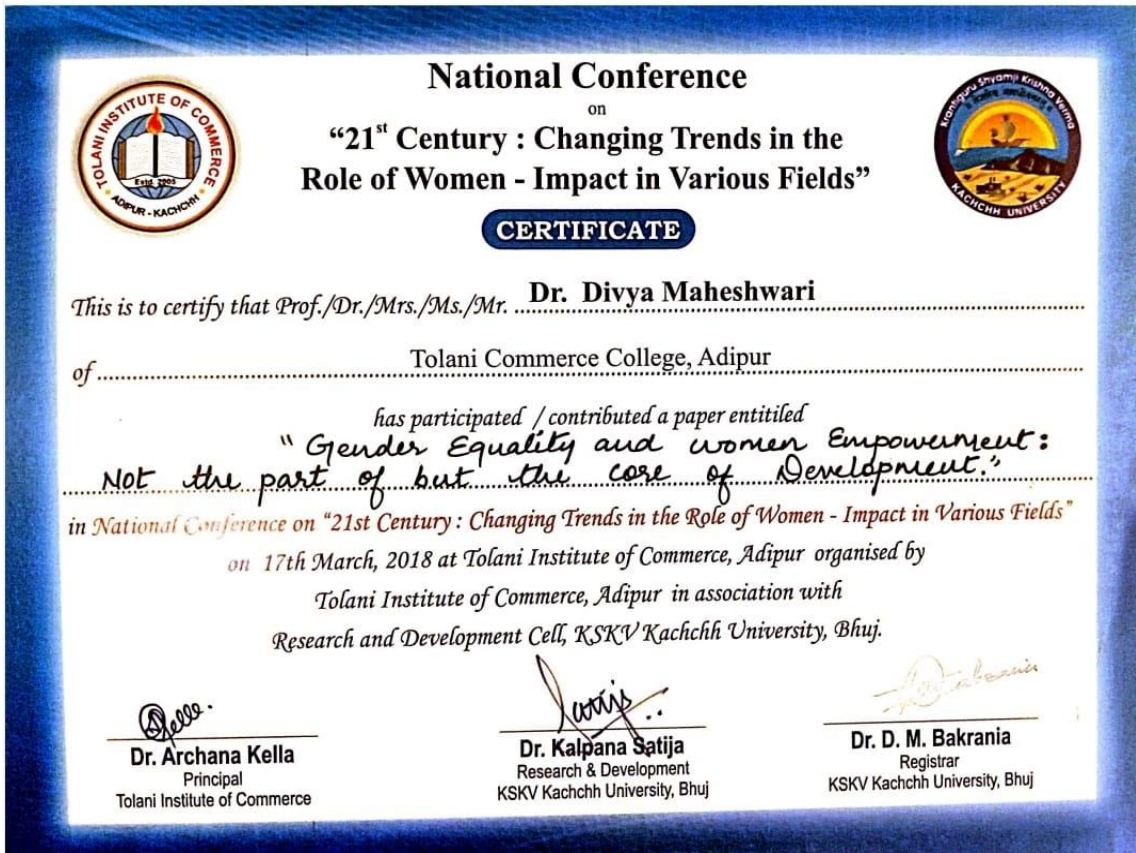 National Conference
on
“21st Century : Changing Trends in the
Role of Women - Impact in Various Fields”
TOLANI INSTITUTE OF COMMERCE
Estd. 2005
ADIPUR - KACHCHH
Krantiguru Shyamji Krishna Verma
KACHCHH UNIVERSITY
CERTIFICATE
This is to certify that Prof./Dr./Mrs./Ms./Mr. Dr. Divya Maheshwari
of Tolani Commerce College, Adipur
has participated / contributed a paper entitiled
" Gender Equality and women Empowerment:
Not the part of but the core of Development."
in National Conference on "21st Century : Changing Trends in the Role of Women - Impact in Various Fields"
on 17th March, 2018 at Tolani Institute of Commerce, Adipur organised by
Tolani Institute of Commerce, Adipur in association with
Research and Development Cell, KSKV Kachchh University, Bhuj.
Dr. Archana Kella
Principal
Tolani Institute of Commerce
Dr. Kalpana Satija
Research & Development
KSKV Kachchh University, Bhuj
Dr. D. M. Bakrania
Registrar
KSKV Kachchh University, Bhuj